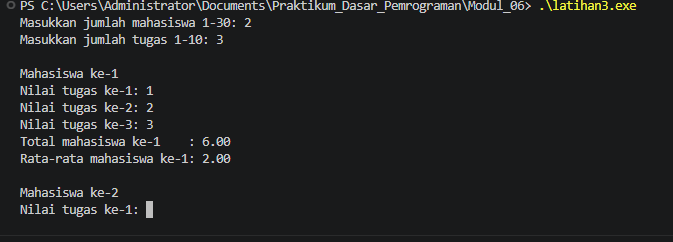 PS C:\Users\Administrator\Documents\Praktikum_Dasar_Pemrograman\Modul_06> .\latihan3.exe
Masukkan jumlah mahasiswa 1-30: 2
Masukkan jumlah tugas 1-10: 3
Mahasiswa ke-1
Nilai tugas ke-1: 1
Nilai tugas ke-2: 2
Nilai tugas ke-3: 3
Total mahasiswa ke-1    : 6.00
Rata-rata mahasiswa ke-1: 2.00
Mahasiswa ke-2
Nilai tugas ke-1: